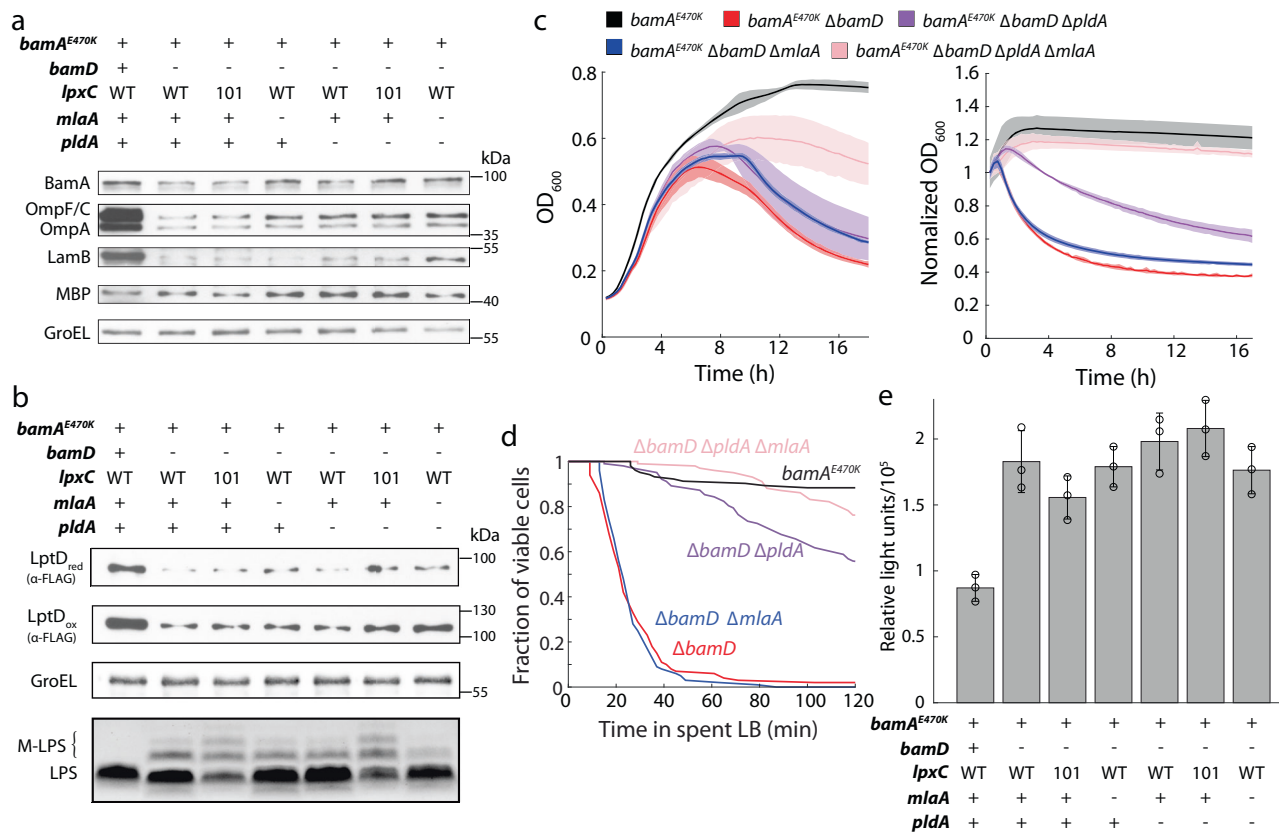 a
bamA^E470K + + + + + + +
bamD + - - - - - -
lpxC WT WT 101 WT WT 101 WT
mlaA + + + - + + -
pldA + + + + - - -
kDa
BamA
100
OmpF/C
OmpA
35
LamB
55
MBP
40
GroEL
55
b
bamA^E470K + + + + + + +
bamD + - - - - - -
lpxC WT WT 101 WT WT 101 WT
mlaA + + + - + + -
pldA + + + + - - -
kDa
LptD_red
(α-FLAG)
100
LptD_ox
(α-FLAG)
130
100
GroEL
55
M-LPS {
LPS
c
bamA^E470K bamA^E470K ΔbamD bamA^E470K ΔbamD ΔpldA
bamA^E470K ΔbamD ΔmlaA bamA^E470K ΔbamD ΔpldA ΔmlaA
OD600
0.8
0.6
0.4
0.2
0
0 4 8 12 16
Time (h)
Nomalized OD600
1.6
1.4
1.2
1
0.8
0.6
0.4
0.2
0
0 4 8 12 16
Time (h)
d
ΔbamD ΔpldA ΔmlaA
bamA^E470K
ΔbamD ΔpldA
ΔbamD ΔmlaA
ΔbamD
Fraction of viable cells
1
0.8
0.6
0.4
0.2
0
0 20 40 60 80 100 120
Time in spent LB (min)
e
Relative light units/10^5
2
1.5
1
0.5
bamA^E470K + + + + + + +
bamD + - - - - - -
lpxC WT WT 101 WT WT 101 WT
mlaA + + + - + + -
pldA + + + + - - -